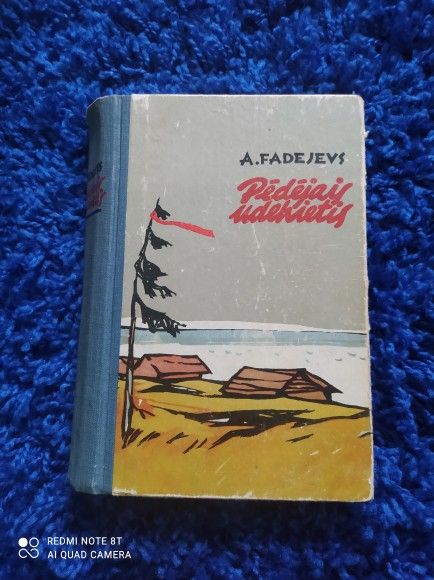 A.FADEJEVS
Pēdējais
udehietis
REDMI NOTE 8T
AI QUAD CAMERA